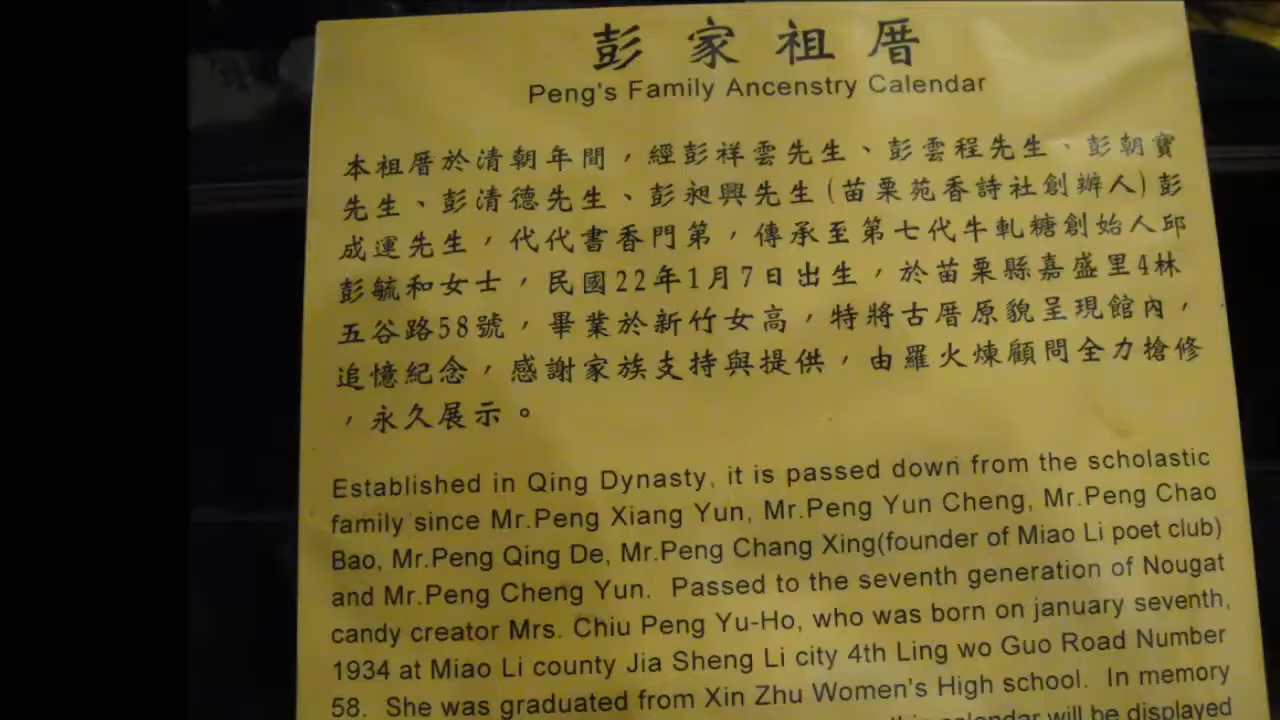 彭家祖厝
Peng's Family Ancenstry Calendar
本祖厝於清朝年間，經彭祥雲先生、彭雲程先生、彭朝寶
先生、彭清德先生、彭昶興先生(苗栗苑香詩社創辦人)彭
成運先生，代代書香門第，傳承至第七代牛軋糖創始人邱
彭毓和女士，民國22年1月7日出生，於苗栗縣嘉盛里4林
五谷路58號，畢業於新竹女高，特將古厝原貌呈現館內，
追憶紀念，感謝家族支持與提供，由羅火煉顧問全力搶修
，永久展示。
Established in Qing Dynasty, it is passed down from the scholastic
family since Mr.Peng Xiang Yun, Mr.Peng Yun Cheng, Mr.Peng Chao
Bao, Mr.Peng Qing De, Mr.Peng Chang Xing(founder of Miao Li poet club)
and Mr.Peng Cheng Yun. Passed to the seventh generation of Nougat
candy creator Mrs. Chiu Peng Yu-Ho, who was born on january seventh,
1934 at Miao Li county Jia Sheng Li city 4th Ling wo Guo Road Number
58. She was graduated from Xin Zhu Women's High school. In memory
calendar will be displayed